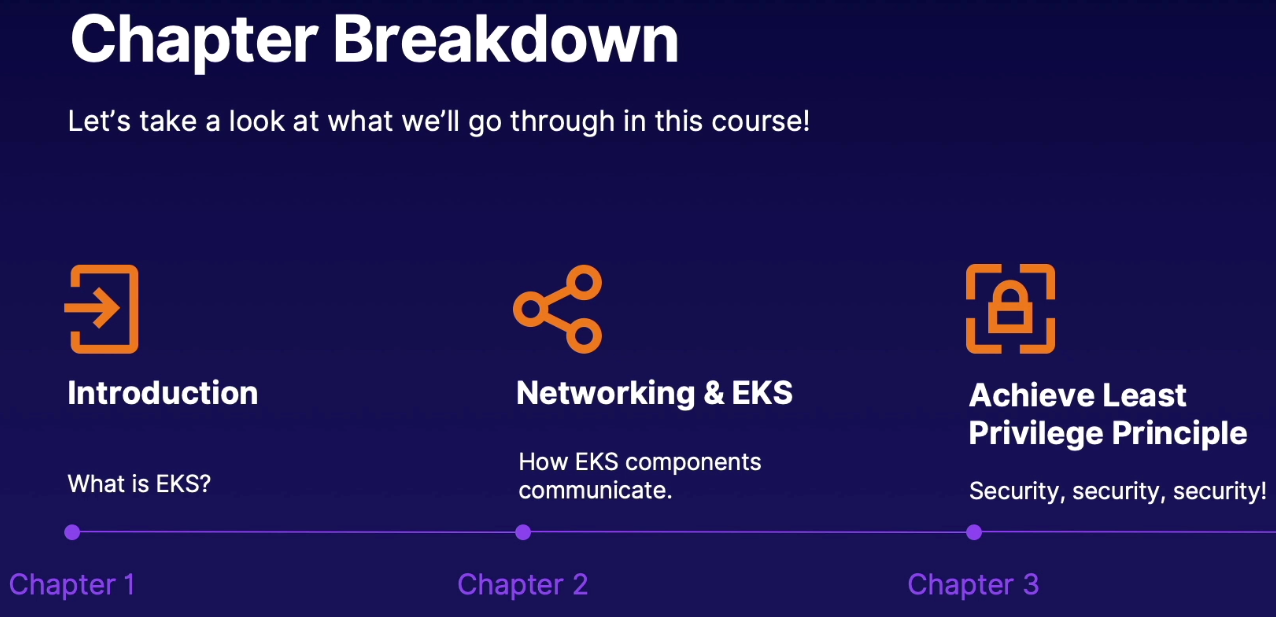 Chapter Breakdown
Let's take a look at what we'll go through in this course!
Introduction
What is EKS?
Chapter 1
Networking & EKS
How EKS components
communicate.
Chapter 2
Achieve Least
Privilege Principle
Security, security, security!
Chapter 3